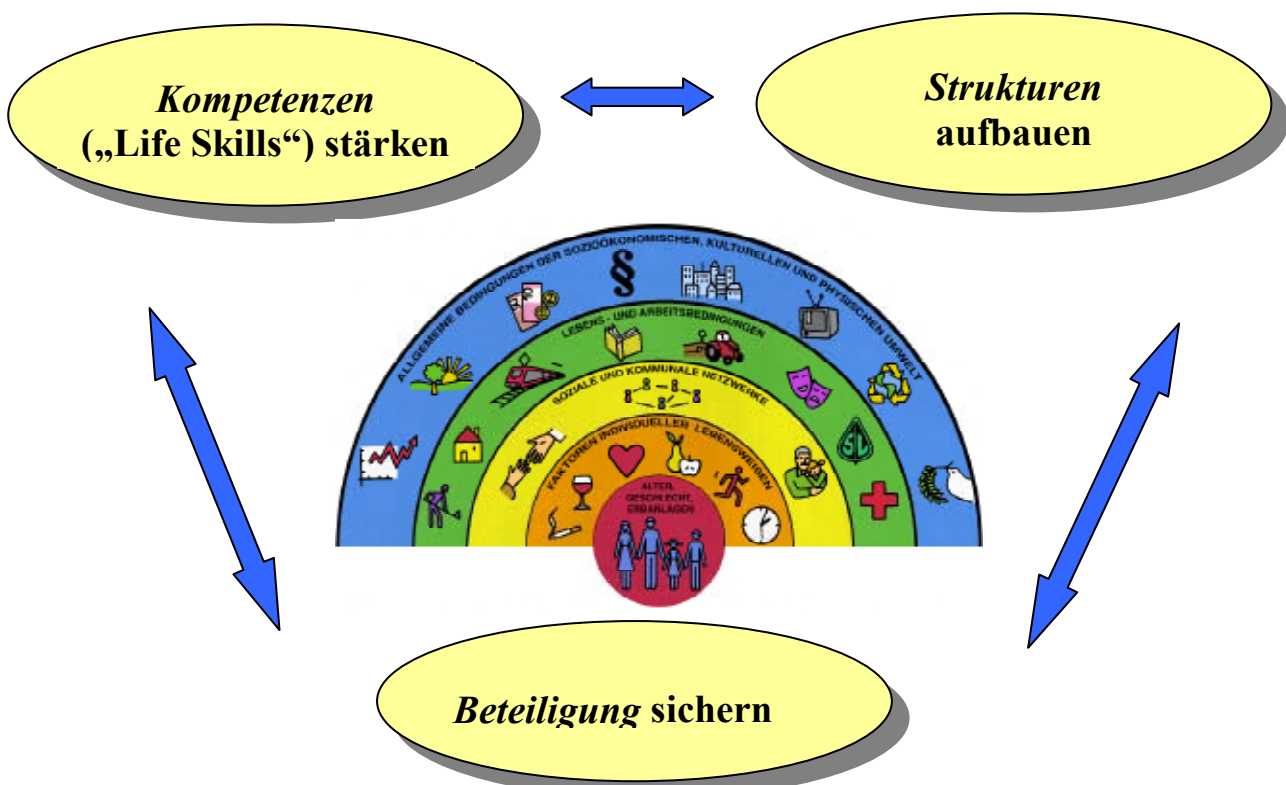 Kompetenzen
(„Life Skills“) stärken
Strukturen
aufbauen
ALLGEMEINE BEDINGUNGEN DER SOZIOÖKONOMISCHEN, KULTURELLEN UND PHYSISCHEN UMWELT
§
LEBENS- UND ARBEITSBEDINGUNGEN
SOZIALE UND KOMMUNALE NETZWERKE
FAKTOREN INDIVIDUELLER LEBENSWEISEN
ALTER,
GESCHLECHT,
ERBANLAGEN
SL
Beteiligung sichern